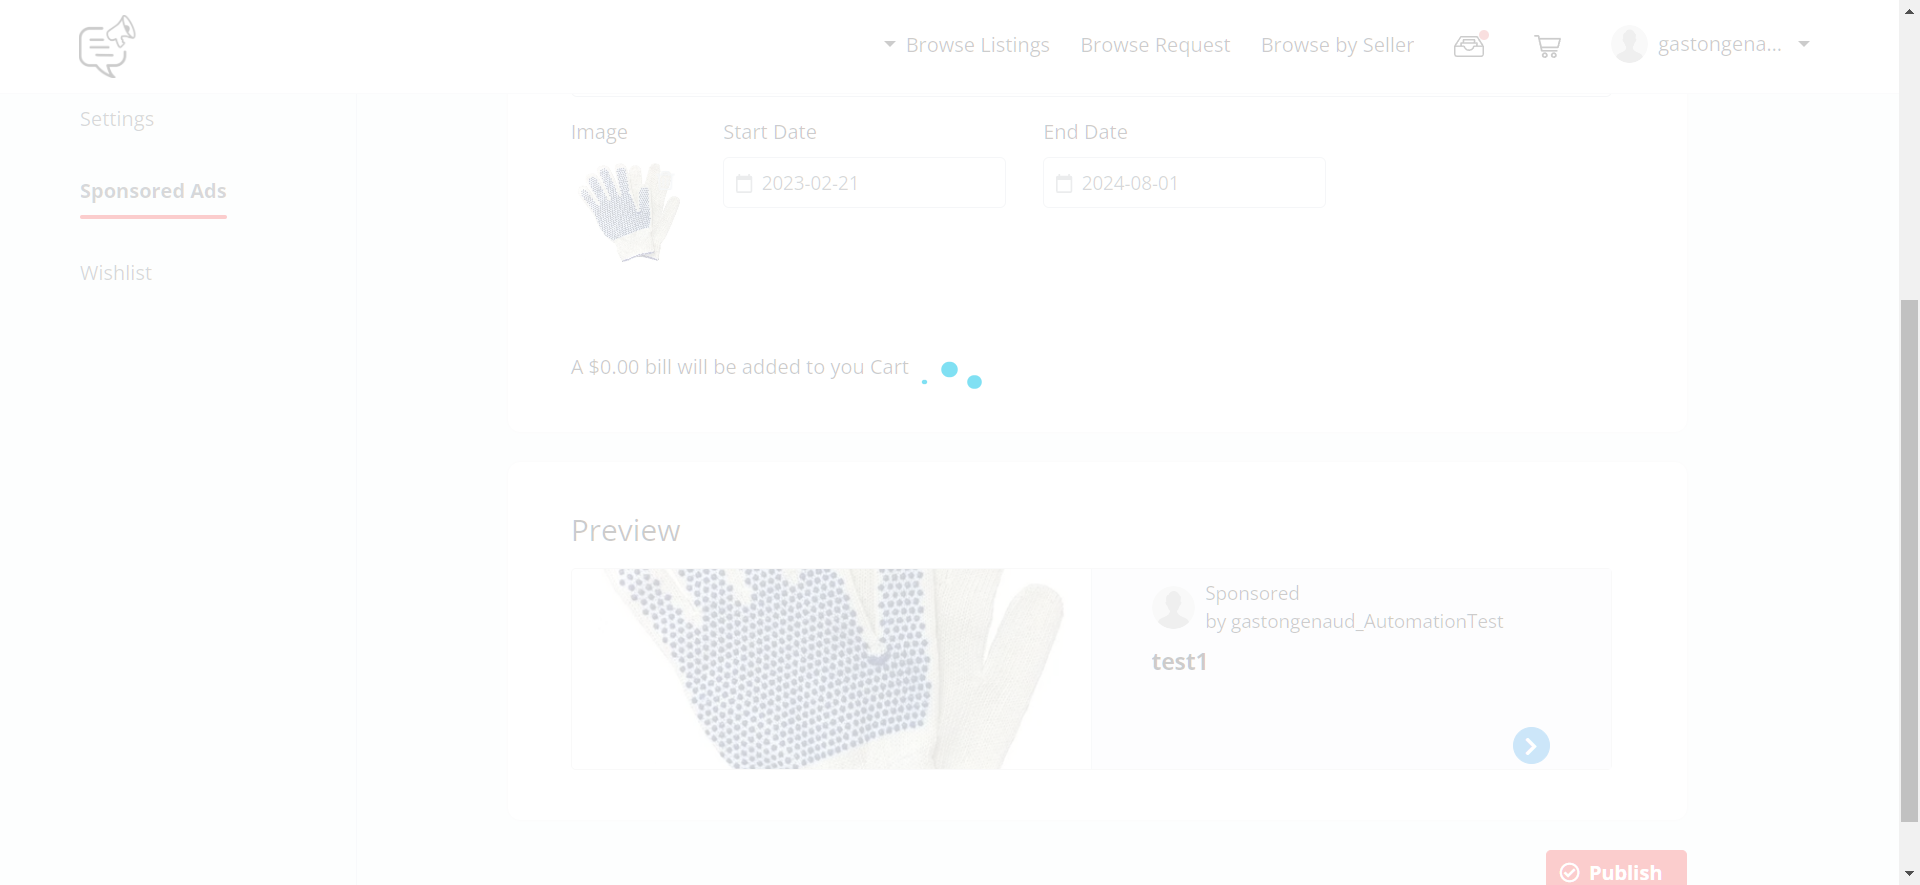 Browse Listings
Browse Request
Browse by Seller
gastongena...
Settings
Sponsored Ads
Wishlist
Image
Start Date
End Date
2023-02-21
2024-08-01
A $0.00 bill will be added to you Cart
Preview
Sponsored
by gastongenaud_AutomationTest
test1
Publish